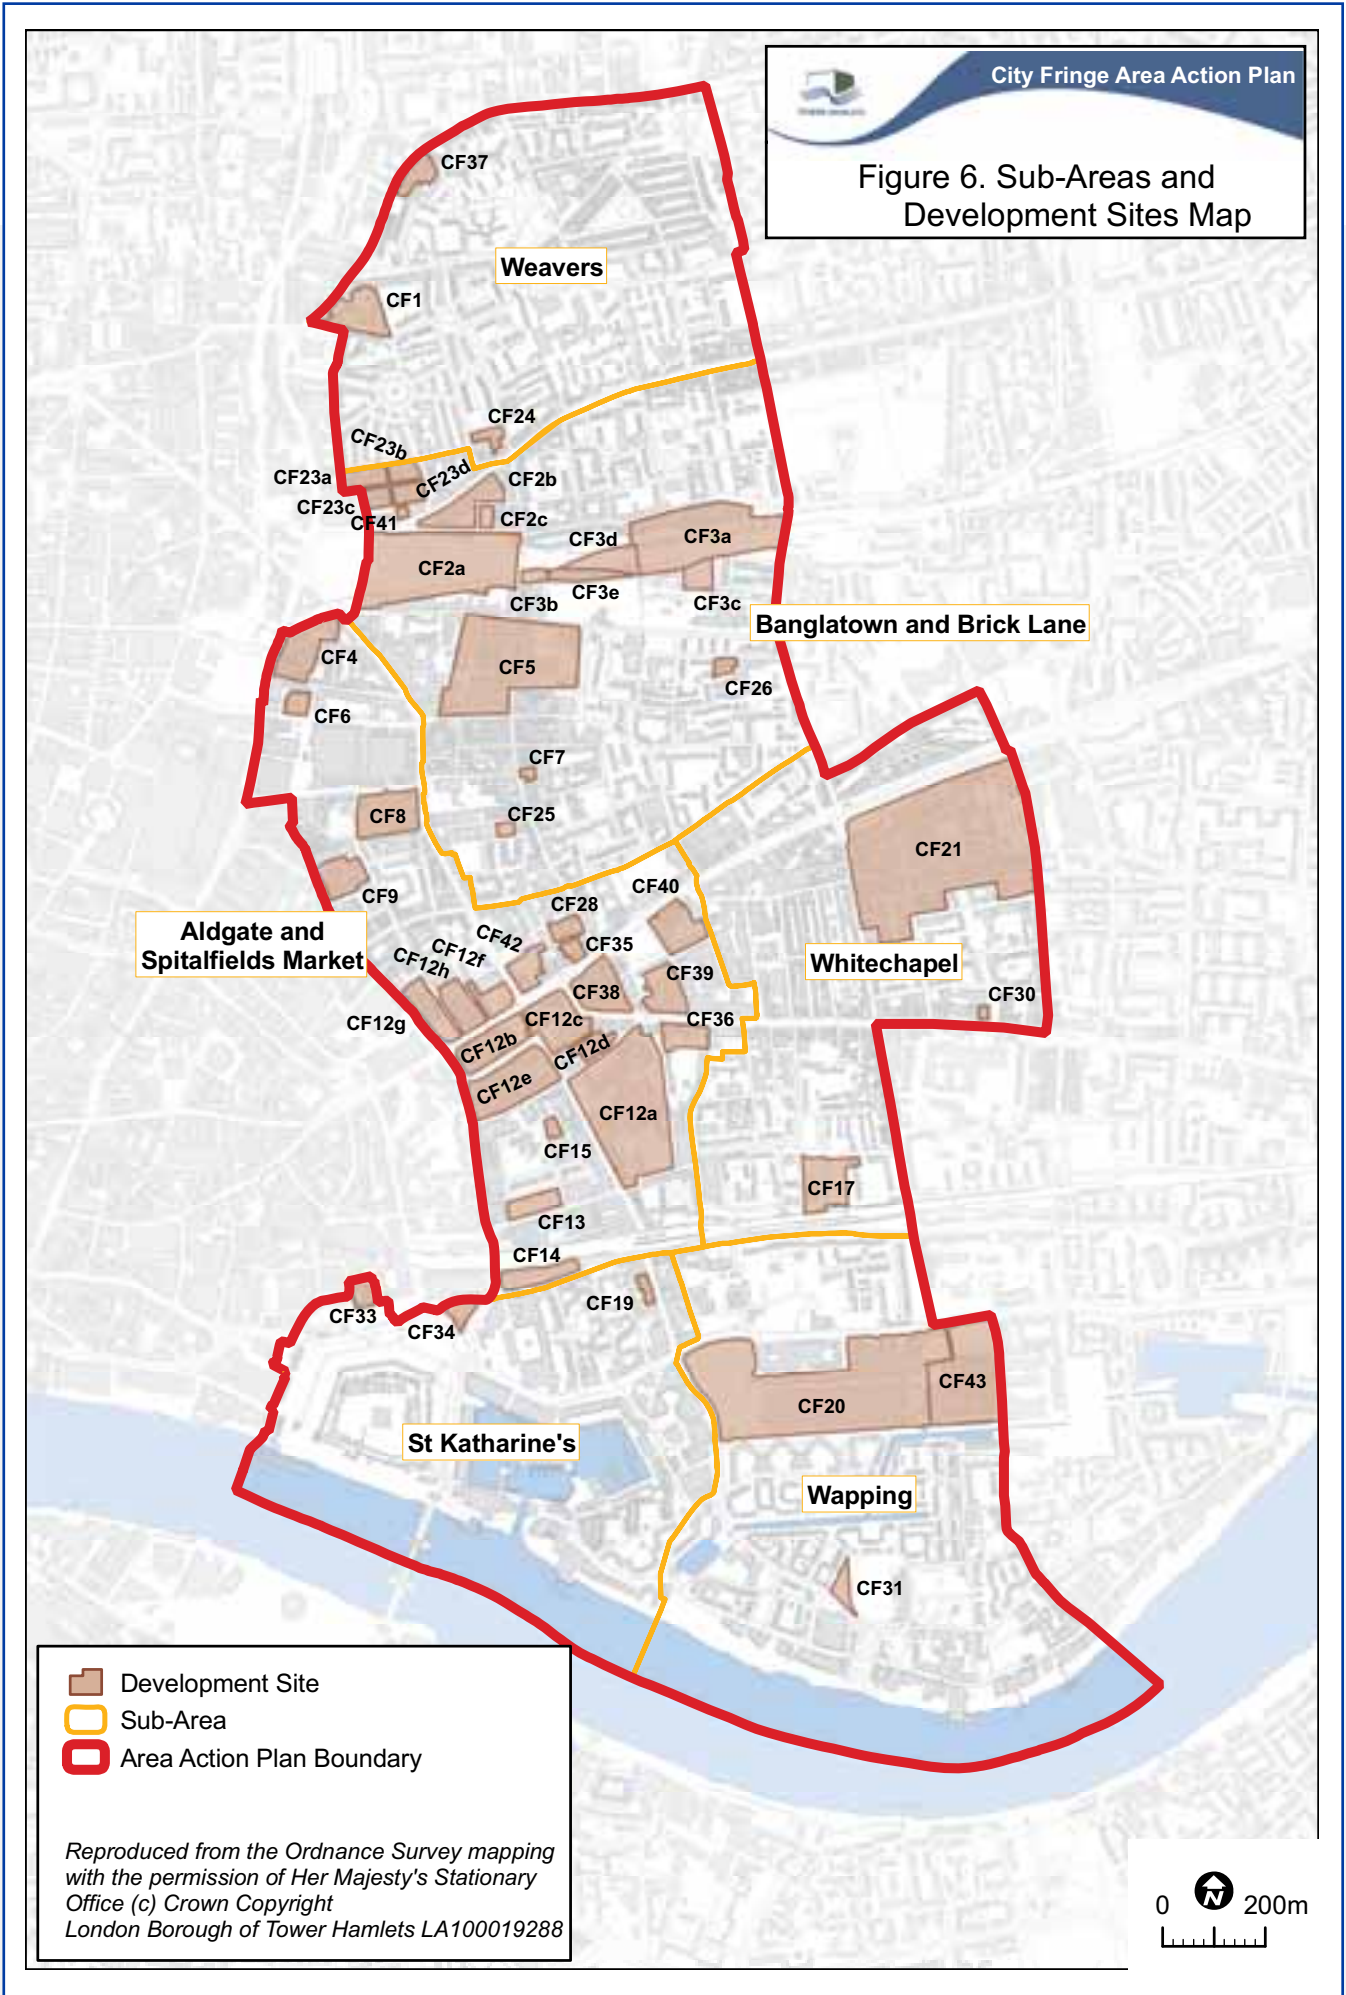 City Fringe Area Action Plan
Figure 6. Sub-Areas and
Development Sites Map
CF37
Weavers
CF1
CF24
CF23b
CF23a
CF23d
CF2b
CF23c
CF41
CF2c
CF3d
CF3a
CF2a
CF3e
CF3b
CF3c
Banglatown and Brick Lane
CF4
CF5
CF26
CF6
CF7
CF8
CF25
CF21
CF40
CF9
CF28
Aldgate and
Spitalfields Market
CF42
CF12f
CF12h
CF35
Whitechapel
CF39
CF38
CF30
CF12g
CF12c
CF36
CF12b
CF12d
CF12e
CF12a
CF15
CF17
CF13
CF14
CF19
CF33
CF34
CF43
CF20
St Katharine's
Wapping
CF31
Development Site
Sub-Area
Area Action Plan Boundary
Reproduced from the Ordnance Survey mapping
with the permission of Her Majesty's Stationary
Office (c) Crown Copyright
London Borough of Tower Hamlets LA100019288
0 N 200m